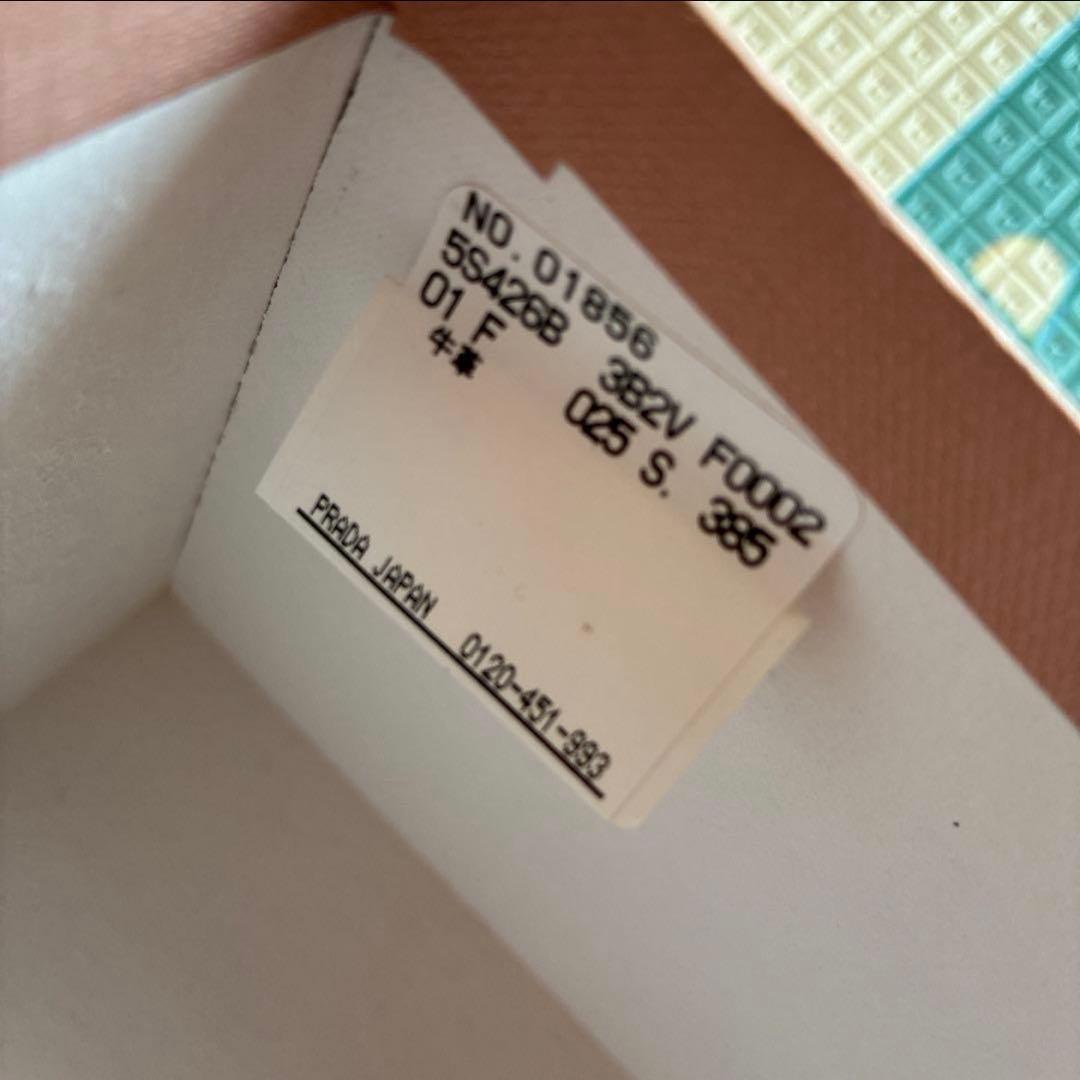 NO.01856
5S426B 3B2V F0002
01 F 025 S. 385
牛革
PRADA JAPAN 0120-451-993